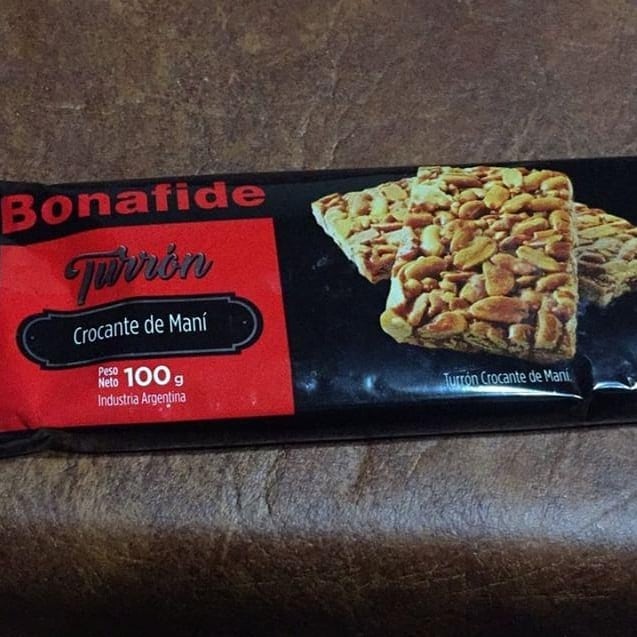 Bonafide
Turrón
Crocante de Maní
Peso
Neto 100 g
Industria Argentina
Turrón Crocante de Maní.